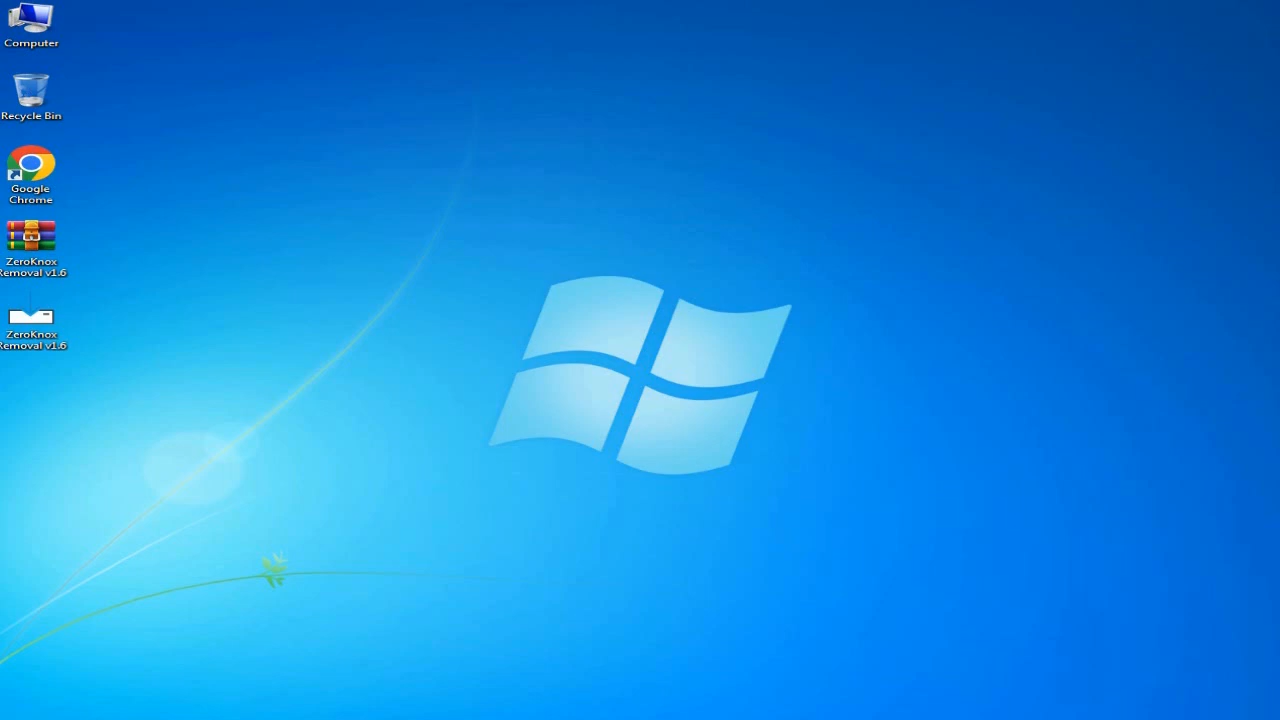 Computer
Recycle Bin
Google
Chrome
ZeroKnox
Removal v1.6
ZeroKnox
Removal v1.6